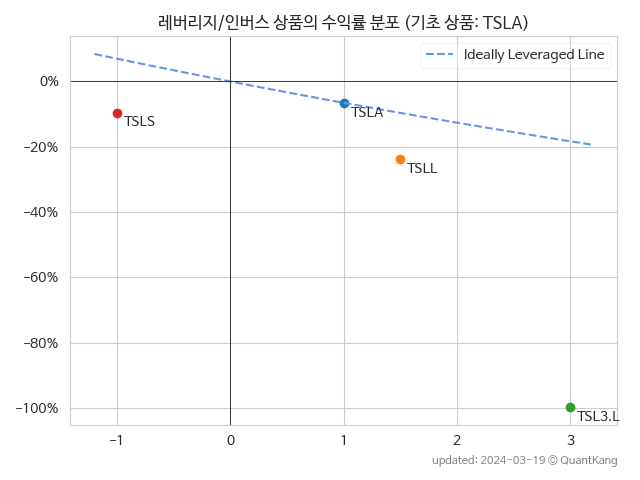 레버리지/인버스 상품의 수익률 분포 (기초 상품: TSLA)
Ideally Leveraged Line
0%
−20%
−40%
−60%
−80%
−100%
TSLS
TSLA
TSLL
TSL3.L
−1
0
1
2
3
updated: 2024-03-19 © QuantKang